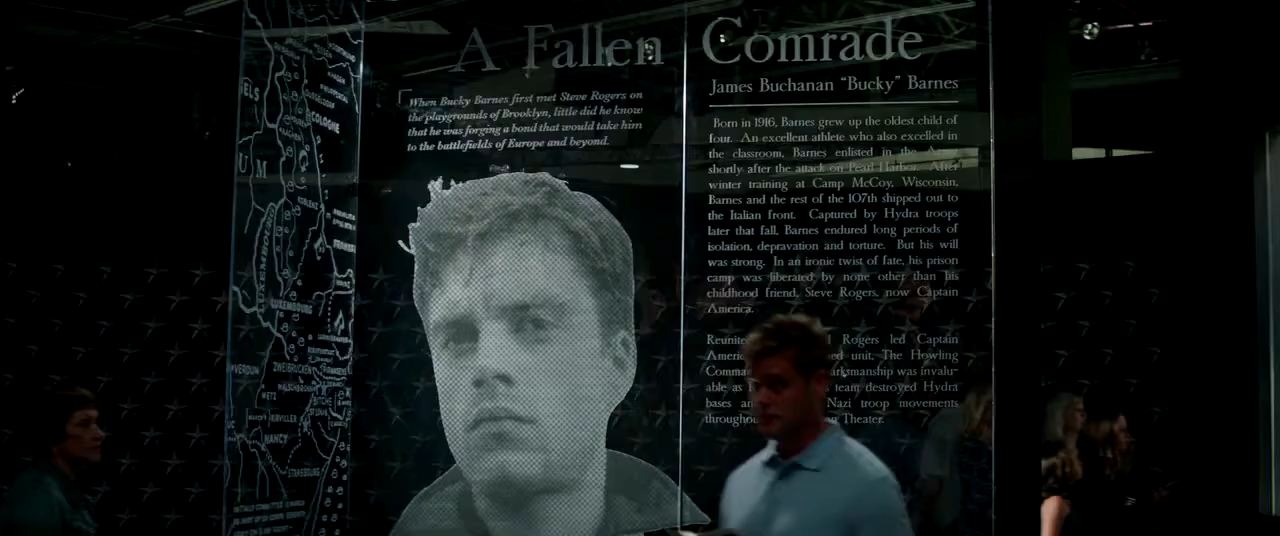 A Fallen Comrade
When Bucky Barnes first met Steve Rogers on
the playgrounds of Brooklyn, little did he know
that he was forging a bond that would take him
to the battlefields of Europe and beyond.
James Buchanan “Bucky” Barnes
Born in 1916, Barnes grew up the oldest child of
four. An excellent athlete who also excelled in
the classroom, Barnes enlisted in the
shortly after the attack on Pearl Harbor. After
winter training at Camp McCoy, Wisconsin,
Barnes and the rest of the 107th shipped out to
the Italian front. Captured by Hydra troops
later that fall, Barnes endured long periods of
isolation, depravation and torture. But his will
was strong. In an ironic twist of fate, his prison
camp was liberated by none other than his
childhood friend, Steve Rogers, now Captain
America.
Rogers led Captain
unit, The Howling
was invalu-
able as team destroyed Hydra
bases Nazi troop movements
Theater.
COLOGNE
UM
KOBLENZ
LUXEMBOURG
LUXEMBOURG
VERDUN
ZWEIBRUCKEN
METZ
BITCHE
NANCY